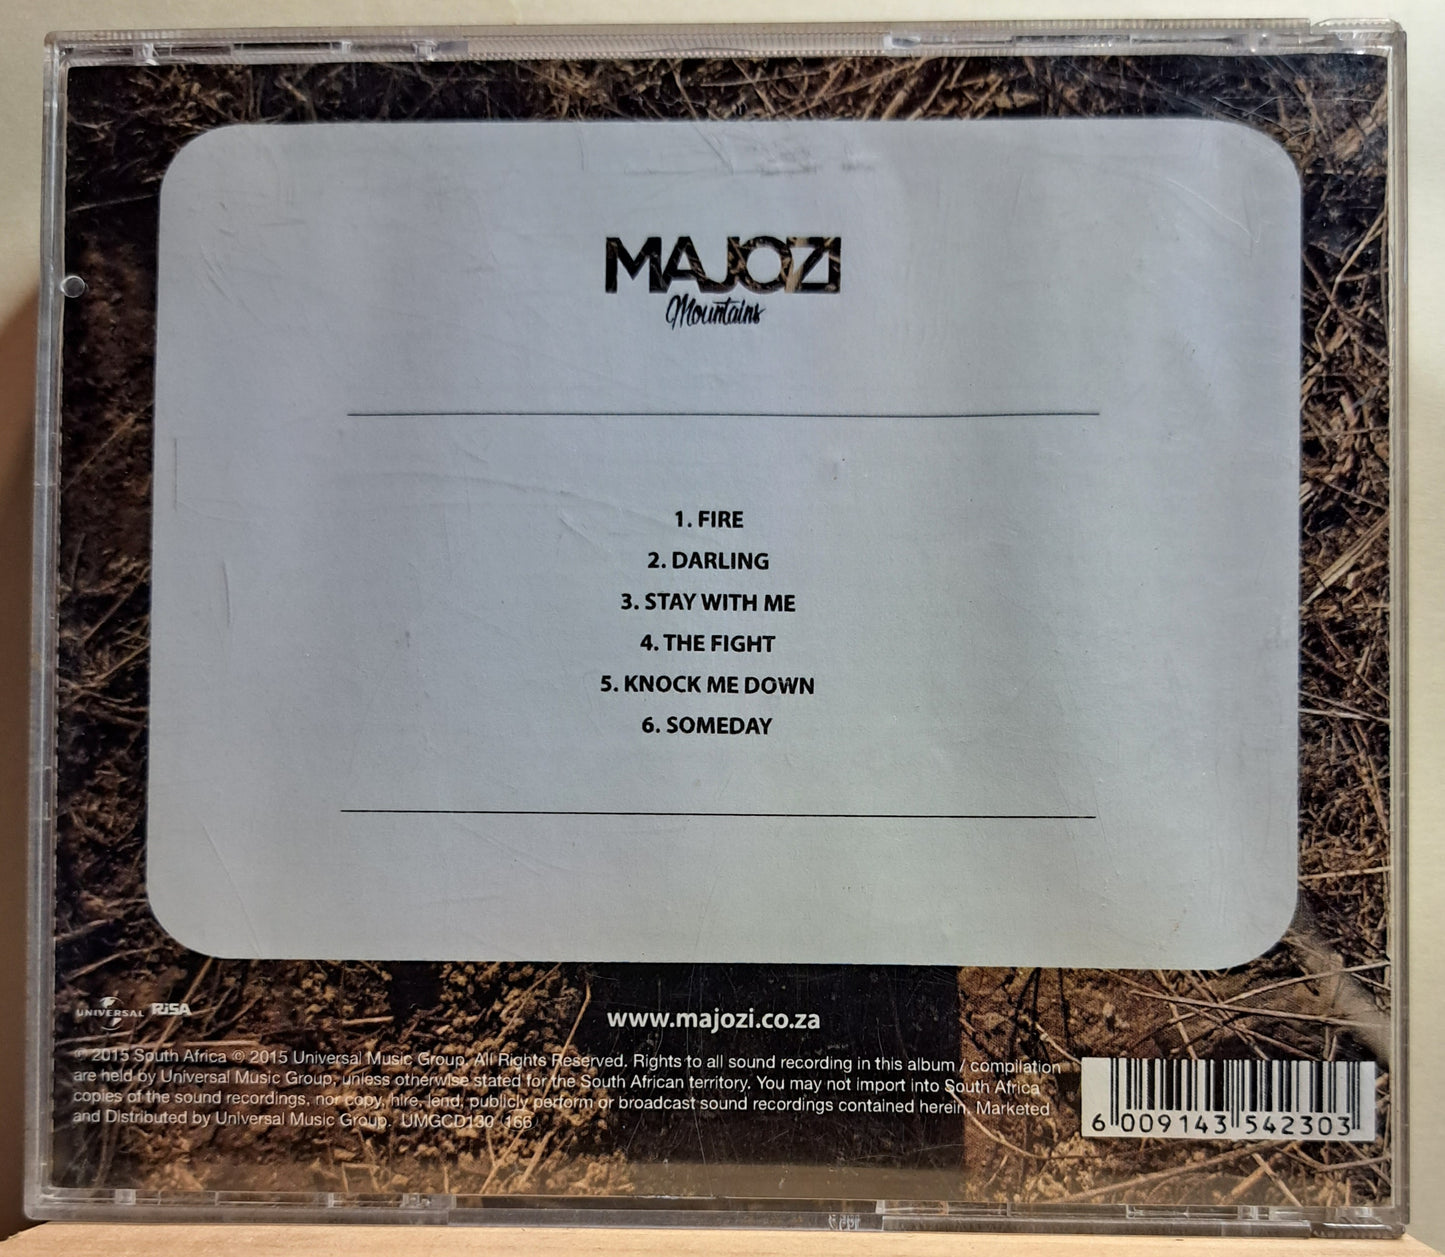 MAJOZI
Mountains
1. FIRE
2. DARLING
3. STAY WITH ME
4. THE FIGHT
5. KNOCK ME DOWN
6. SOMEDAY
UNIVERSAL RiSA
www.majozi.co.za
℗ 2015 South Africa © 2015 Universal Music Group. All Rights Reserved. Rights to all sound recording in this album / compilation
are held by Universal Music Group, unless otherwise stated for the South African territory. You may not import into South Africa
copies of the sound recordings, nor copy, hire, lend, publicly perform or broadcast sound recordings contained herein. Marketed
and Distributed by Universal Music Group. UMGCD130 (166)
6 009143 542303